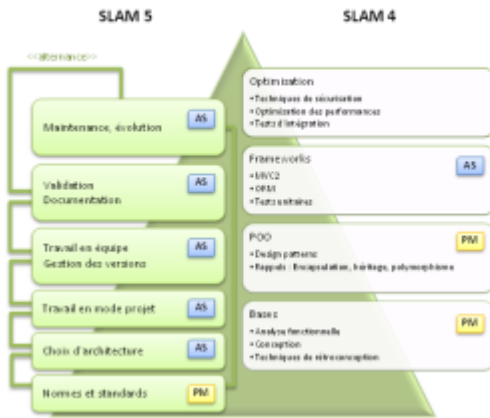 SLAM 5
SLAM 4
<<alternance>>
Maintenance, évolution
AS
Validation
Documentation
AS
Travail en équipe
Gestion des versions
AS
Travail en mode projet
AS
Choix d'architecture
AS
Normes et standards
PM
Optimisation
• Techniques de sécurisation
• Optimisation des performances
• Tests d'intégration
Frameworks
• MVC2
• ORM
• Tests unitaires
AS
POO
• Design patterns
• Rappels : Encapsulation, héritage, polymorphisme
PM
Bases
• Analyse fonctionnelle
• Conception
• Techniques de rétroconception
PM